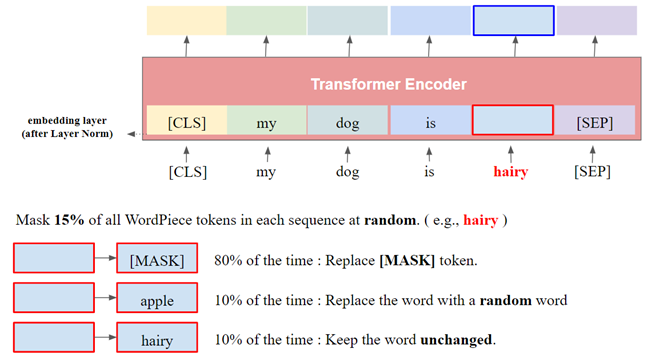 Transformer Encoder
embedding layer
(after Layer Norm)
[CLS] my dog is [SEP]
[CLS] my dog is hairy [SEP]
Mask 15% of all WordPiece tokens in each sequence at random. ( e.g., hairy )
[MASK] 80% of the time : Replace [MASK] token.
apple 10% of the time : Replace the word with a random word
hairy 10% of the time : Keep the word unchanged.